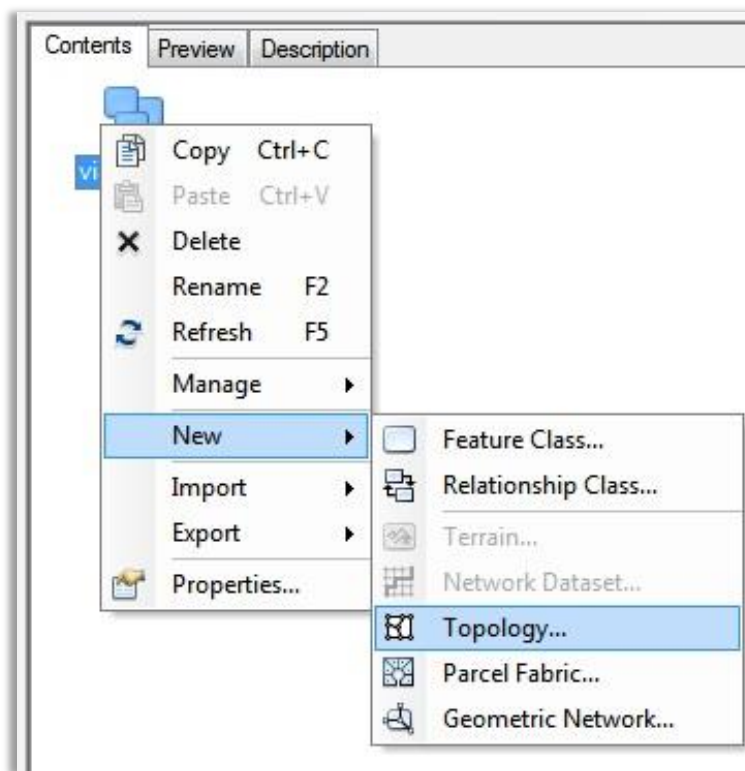 Contents Preview Description
vi
Copy Ctrl+C
Paste Ctrl+V
Delete
Rename F2
Refresh F5
Manage
New
Import
Export
Properties...
Feature Class...
Relationship Class...
Terrain...
Network Dataset...
Topology...
Parcel Fabric...
Geometric Network...